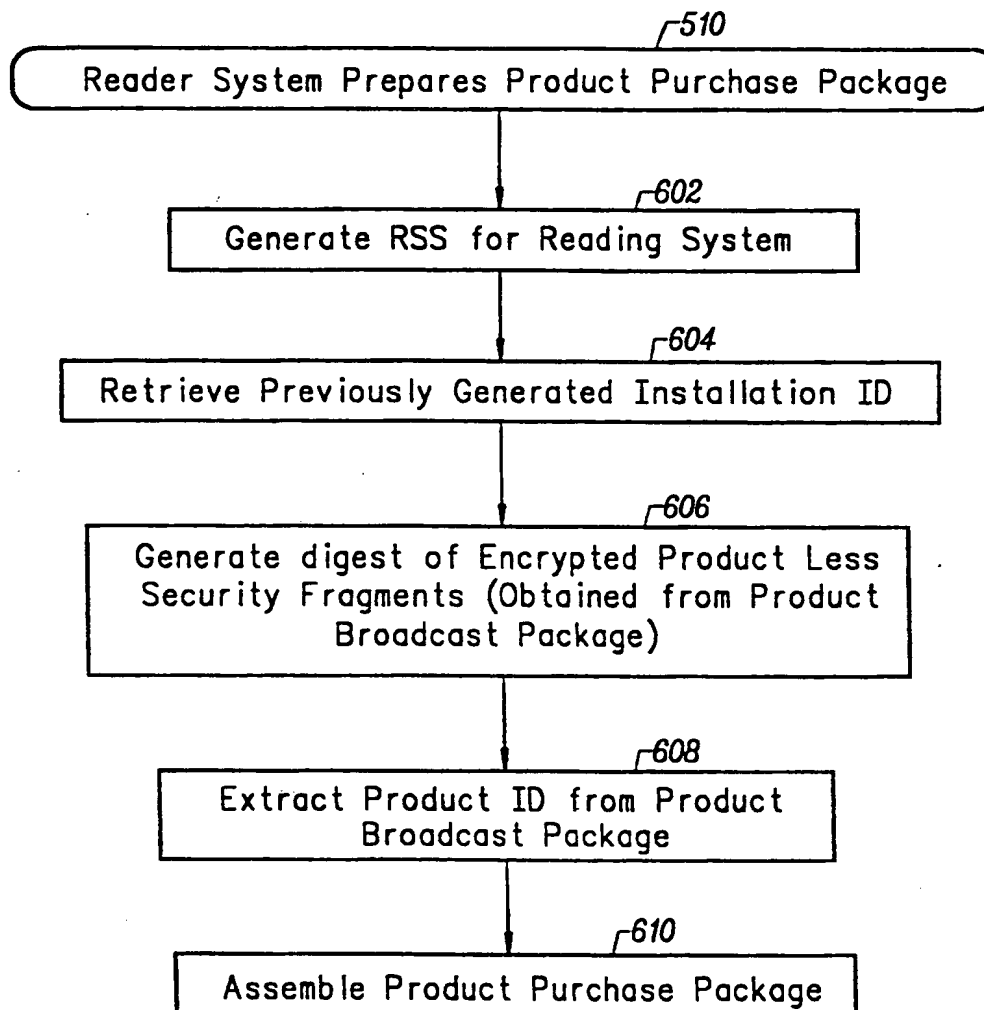 510
Reader System Prepares Product Purchase Package
602
Generate RSS for Reading System
604
Retrieve Previously Generated Installation ID
606
Generate digest of Encrypted Product Less
Security Fragments (Obtained from Product
Broadcast Package)
608
Extract Product ID from Product
Broadcast Package
610
Assemble Product Purchase Package